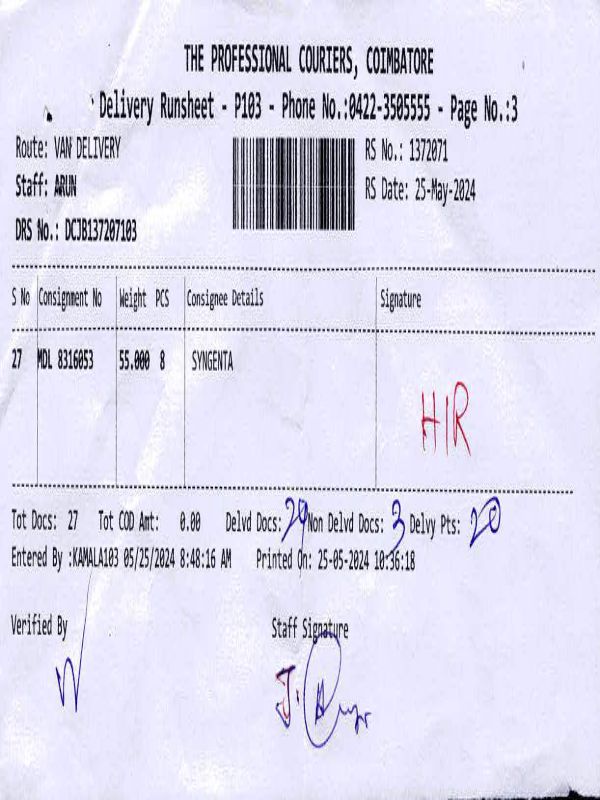 THE PROFESSIONAL COURIERS, COIMBATORE
Delivery Runsheet - P103 - Phone No.:0422-3505555 - Page No.:3
Route: VAN DELIVERY
RS No.: 1372071
Staff: ARUN
RS Date: 25-May-2024
DRS No.: DCJB137207103
S No Consignment No Weight PCS Consignee Details Signature
27 MDL 8316053 55.000 8 SYNGENTA
HIR
Tot Docs: 27 Tot COD Amt: 0.00 Delvd Docs: Non Delvd Docs: 3 Delvy Pts: 20
Entered By :KAMALA103 05/25/2024 8:48:16 AM Printed On: 25-05-2024 10:36:18
Verified By Staff Signature